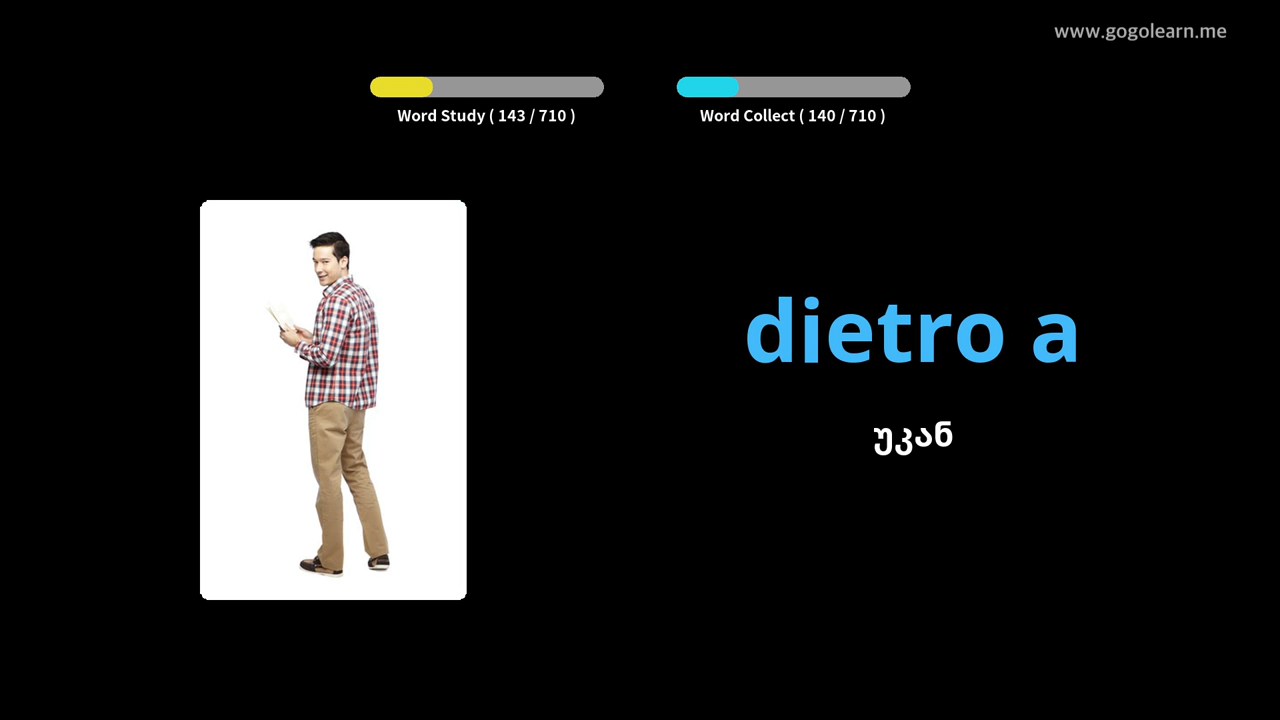 www.gogolearn.me
Word Study ( 143 / 710 )
Word Collect ( 140 / 710 )
dietro a
უკან